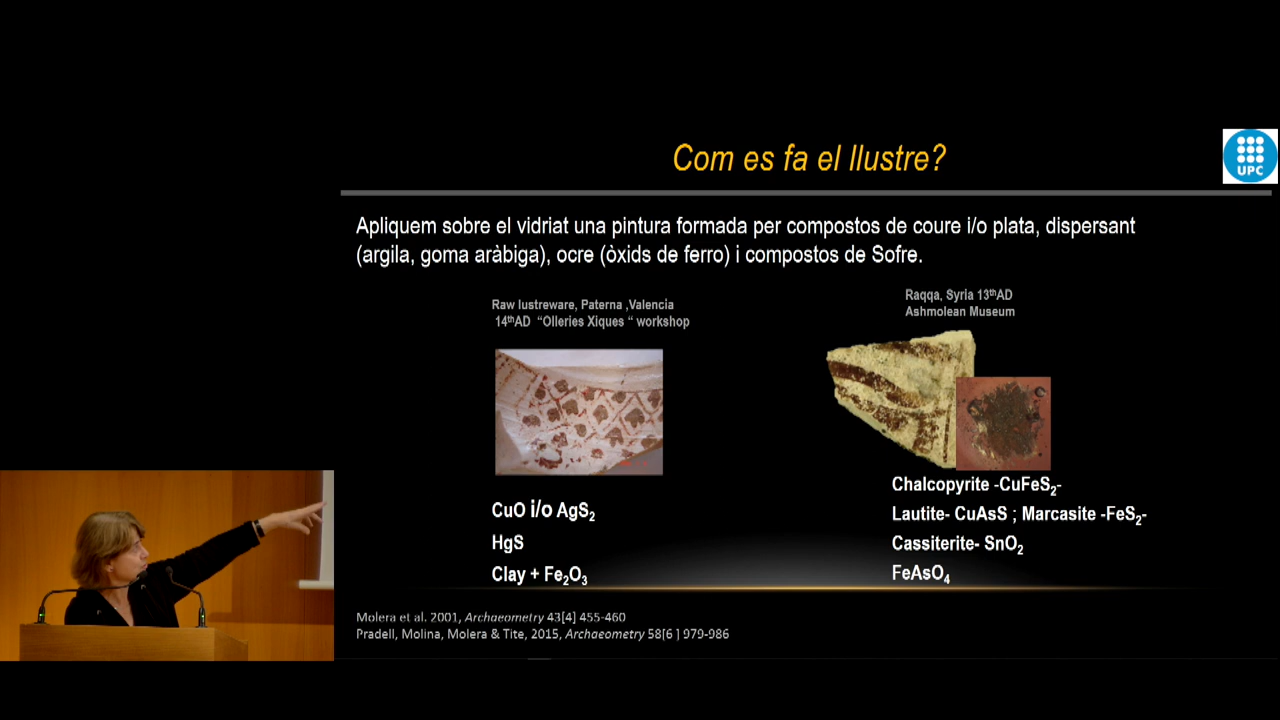 Com es fa el llustre?
UPC
Apliquem sobre el vidriat una pintura formada per compostos de coure i/o plata, dispersant
(argila, goma aràbiga), ocre (òxids de ferro) i compostos de Sofre.
Raw lustreware, Paterna ,Valencia
14thAD “Olleries Xiques “ workshop
CuO i/o AgS2
HgS
Clay + Fe2O3
Raqqa, Syria 13thAD
Ashmolean Museum
Chalcopyrite -CuFeS2-
Lautite- CuAsS ; Marcasite -FeS2-
Cassiterite- SnO2
FeAsO4
Molera et al. 2001, Archaeometry 43[4] 455-460
Pradell, Molina, Molera & Tite, 2015, Archaeometry 58[6 ] 979-986